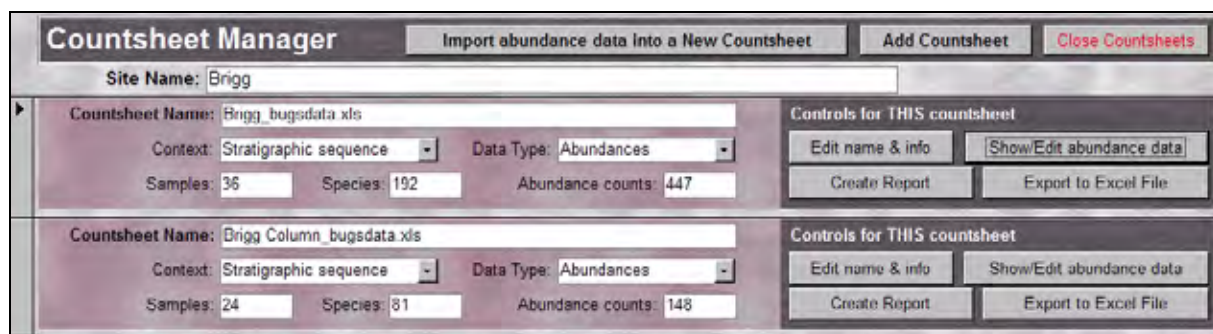 Countsheet Manager Import abundance data into a New Countsheet Add Countsheet Close Countsheets
Site Name: Brigg
Countsheet Name: Brigg_bugsdata.xls Controls for THIS countsheet
Context: Stratigraphic sequence Data Type: Abundances Edit name & info Show/Edit abundance data
Samples: 36 Species: 192 Abundance counts: 447 Create Report Export to Excel File
Countsheet Name: Brigg Column_bugsdata.xls Controls for THIS countsheet
Context: Stratigraphic sequence Data Type: Abundances Edit name & info Show/Edit abundance data
Samples: 24 Species: 81 Abundance counts: 148 Create Report Export to Excel File